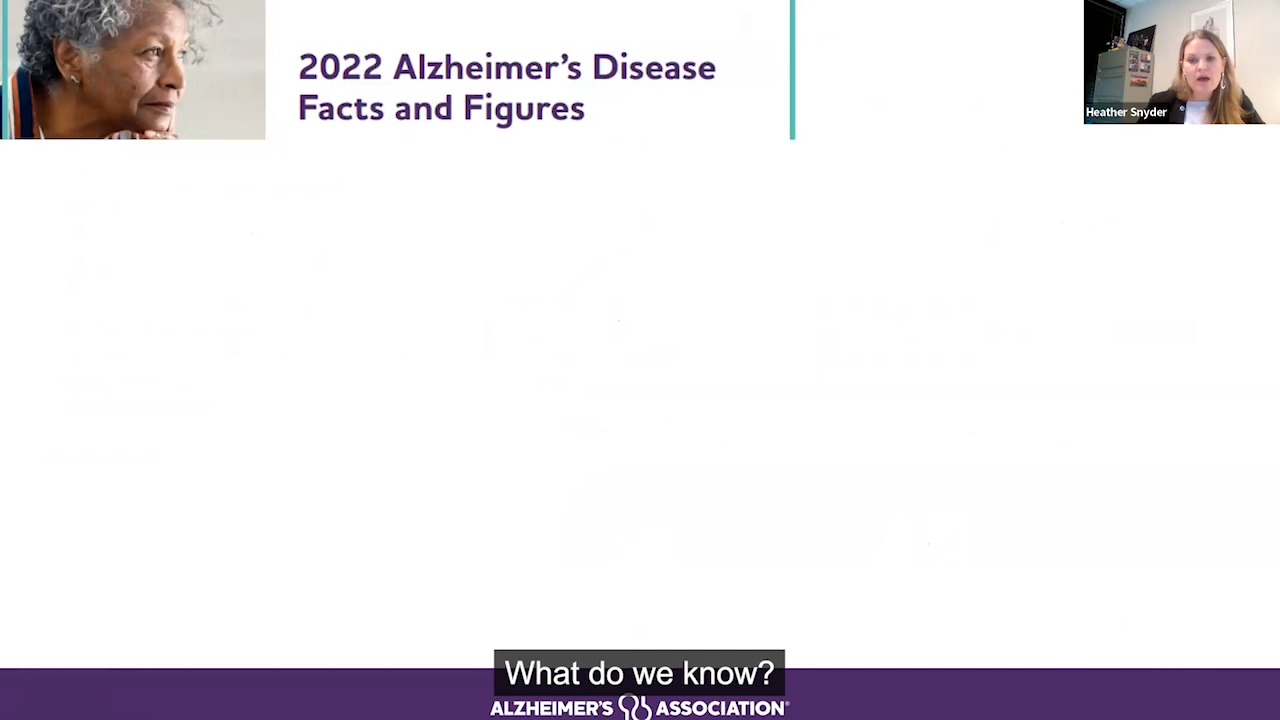 2022 Alzheimer's Disease
Facts and Figures
Heather Snyder
What do we know?
ALZHEIMER'S ASSOCIATION®